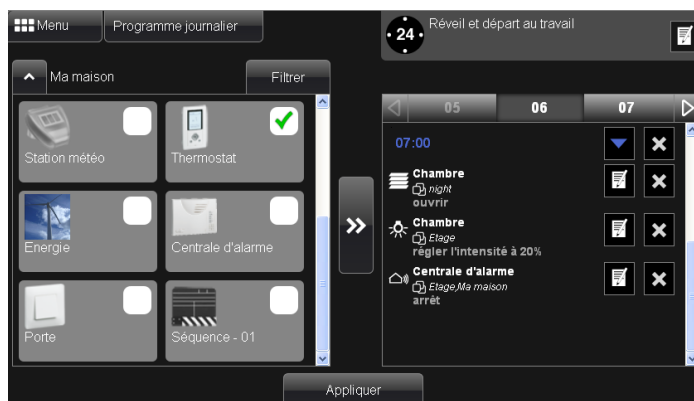 Menu
Programme journalier
24
Réveil et départ au travail
Ma maison
Filtrer
Station météo
Thermostat
Energie
Centrale d'alarme
Porte
Séquence - 01
05
06
07
07:00
Chambre
night
ouvrir
Chambre
Etage
régler l'intensité à 20%
Centrale d'alarme
Etage,Ma maison
arrêt
Appliquer